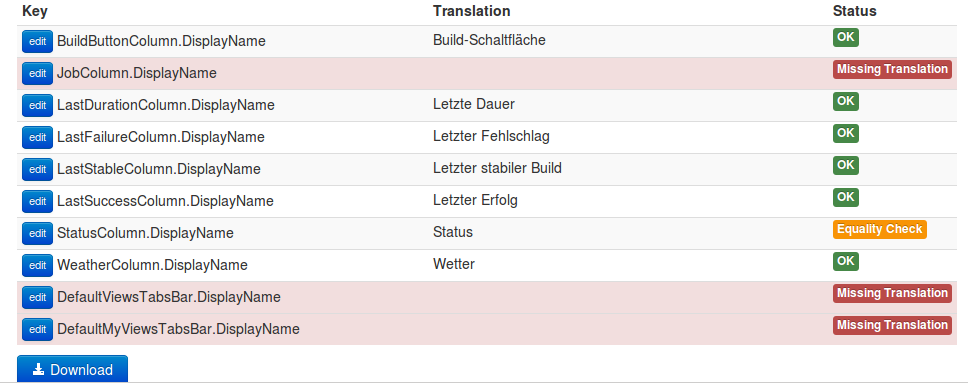 Key Translation Status
edit BuildButtonColumn.DisplayName Build-Schaltfläche OK
edit JobColumn.DisplayName Missing Translation
edit LastDurationColumn.DisplayName Letzte Dauer OK
edit LastFailureColumn.DisplayName Letzter Fehlschlag OK
edit LastStableColumn.DisplayName Letzter stabiler Build OK
edit LastSuccessColumn.DisplayName Letzter Erfolg OK
edit StatusColumn.DisplayName Status Equality Check
edit WeatherColumn.DisplayName Wetter OK
edit DefaultViewsTabsBar.DisplayName Missing Translation
edit DefaultMyViewsTabsBar.DisplayName Missing Translation
Download